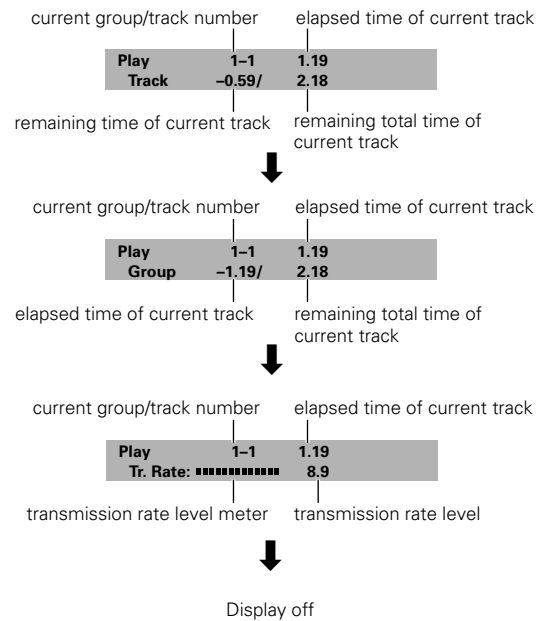 current group/track number elapsed time of current track
Play 1–1 1.19
Track –0.59/ 2.18
remaining time of current track remaining total time of
current track
current group/track number elapsed time of current track
Play 1–1 1.19
Group –1.19/ 2.18
elapsed time of current track remaining total time of
current track
current group/track number elapsed time of current track
Play 1–1 1.19
Tr. Rate: 8.9
transmission rate level meter transmission rate level
Display off